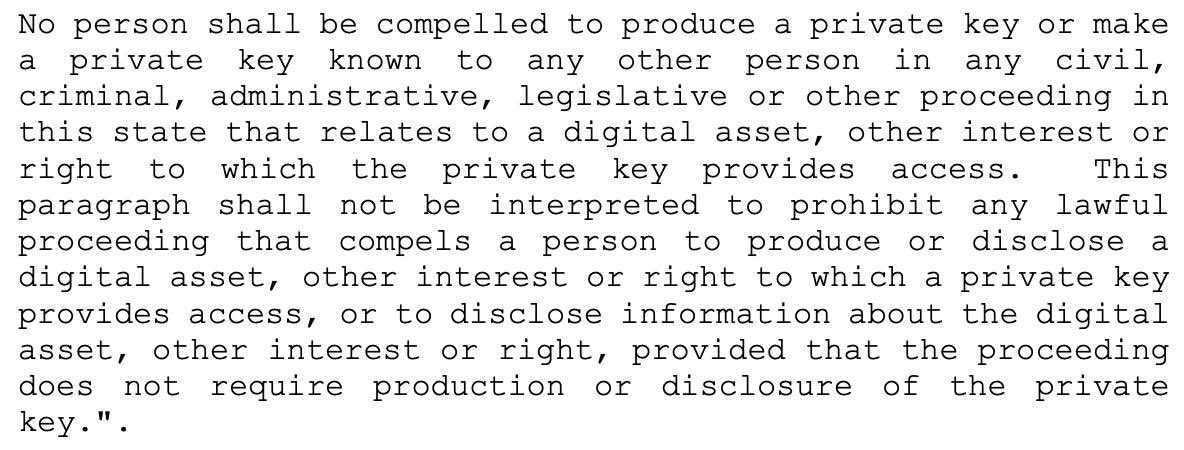 No person shall be compelled to produce a private key or make
a private key known to any other person in any civil,
criminal, administrative, legislative or other proceeding in
this state that relates to a digital asset, other interest or
right to which the private key provides access. This
paragraph shall not be interpreted to prohibit any lawful
proceeding that compels a person to produce or disclose a
digital asset, other interest or right to which a private key
provides access, or to disclose information about the digital
asset, other interest or right, provided that the proceeding
does not require production or disclosure of the private
key.".